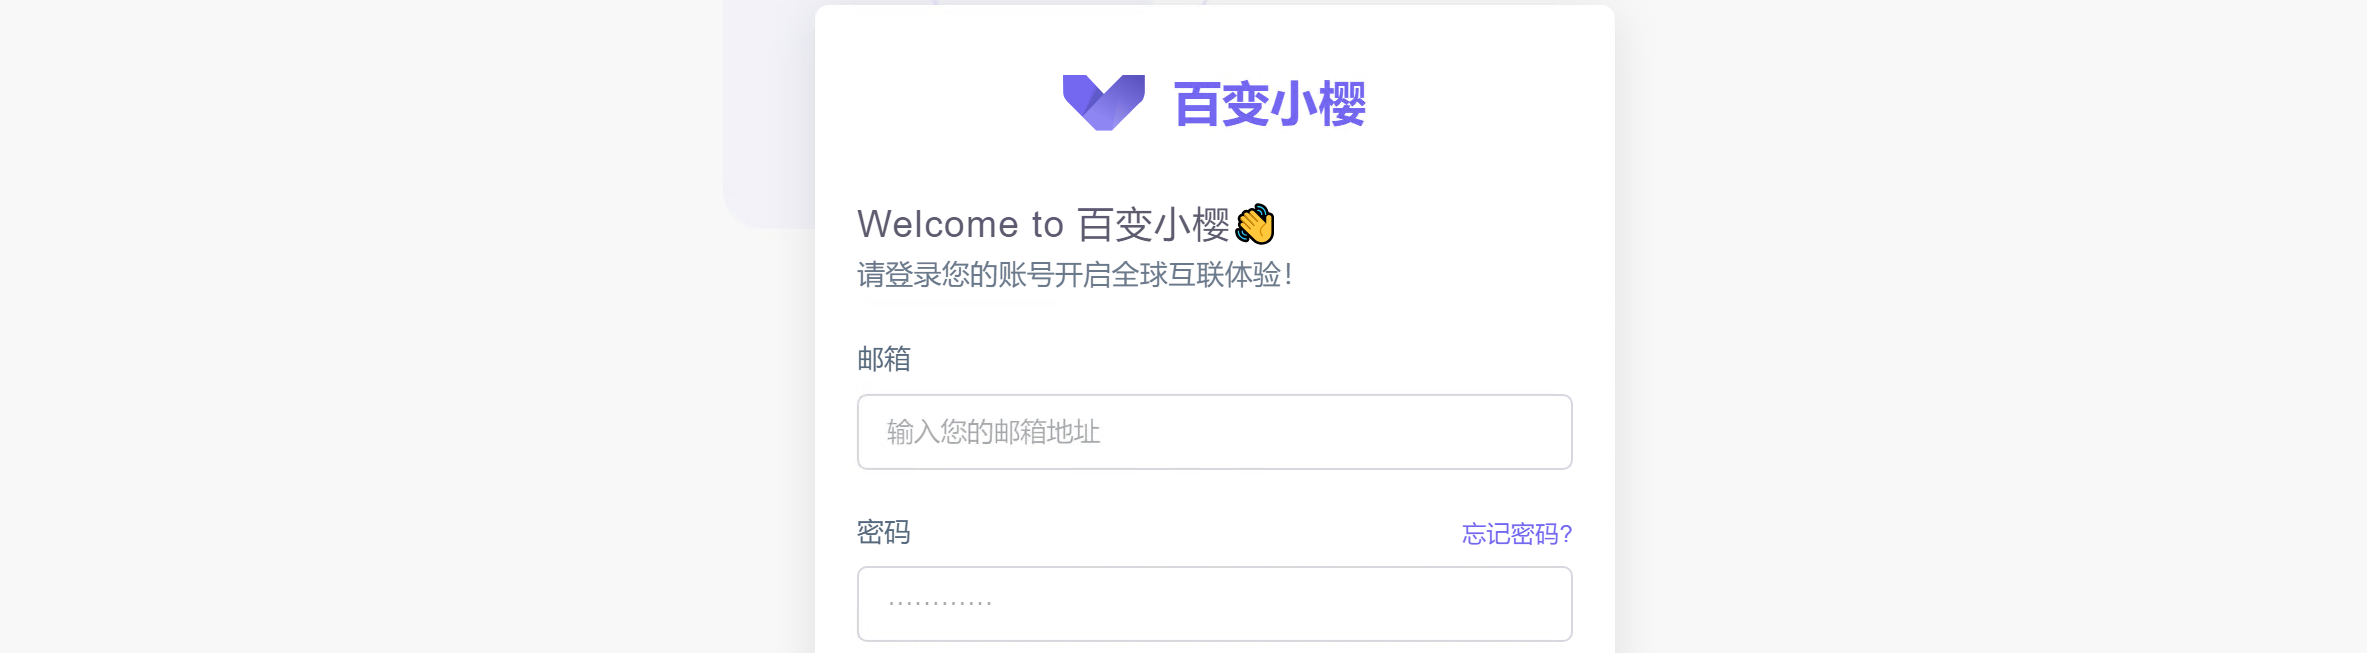 百变小樱
Welcome to 百变小樱👋
请登录您的账号开启全球互联体验！
邮箱
输入您的邮箱地址
密码
忘记密码?
············